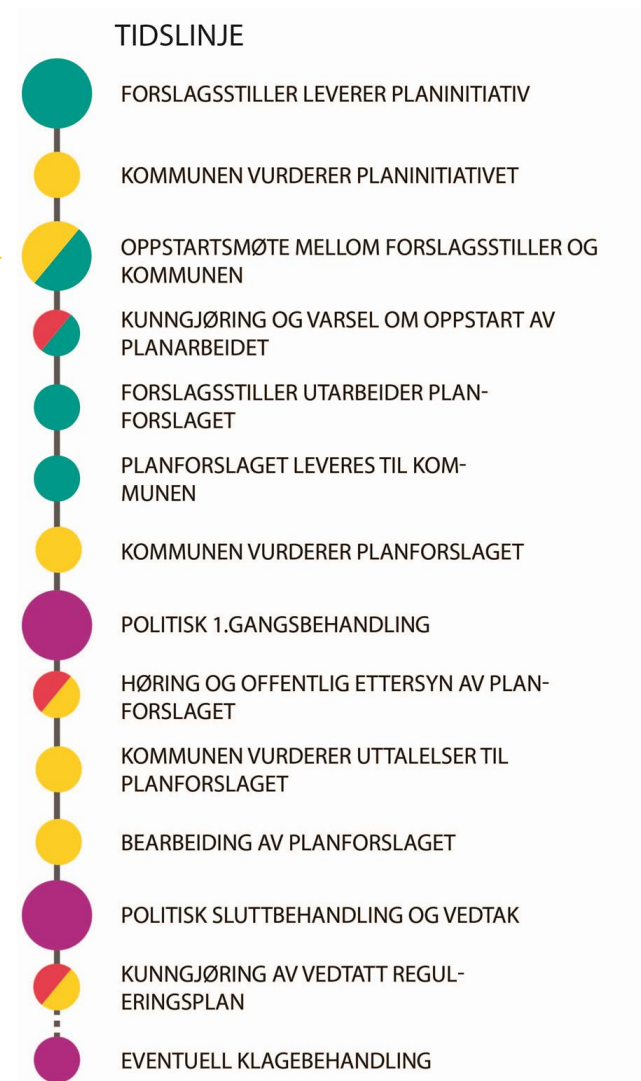 TIDSLINJE
FORSLAGSSTILLER LEVERER PLANINITIATIV
KOMMUNEN VURDERER PLANINITIATIVET
OPPSTARTSMØTE MELLOM FORSLAGSSTILLER OG
KOMMUNEN
KUNNGJØRING OG VARSEL OM OPPSTART AV
PLANARBEIDET
FORSLAGSSTILLER UTARBEIDER PLAN-
FORSLAGET
PLANFORSLAGET LEVERES TIL KOM-
MUNEN
KOMMUNEN VURDERER PLANFORSLAGET
POLITISK 1.GANGSBEHANDLING
HØRING OG OFFENTLIG ETTERSYN AV PLAN-
FORSLAGET
KOMMUNEN VURDERER UTTALELSER TIL
PLANFORSLAGET
BEARBEIDING AV PLANFORSLAGET
POLITISK SLUTTBEHANDLING OG VEDTAK
KUNNGJØRING AV VEDTATT REGUL-
ERINGSPLAN
EVENTUELL KLAGEBEHANDLING